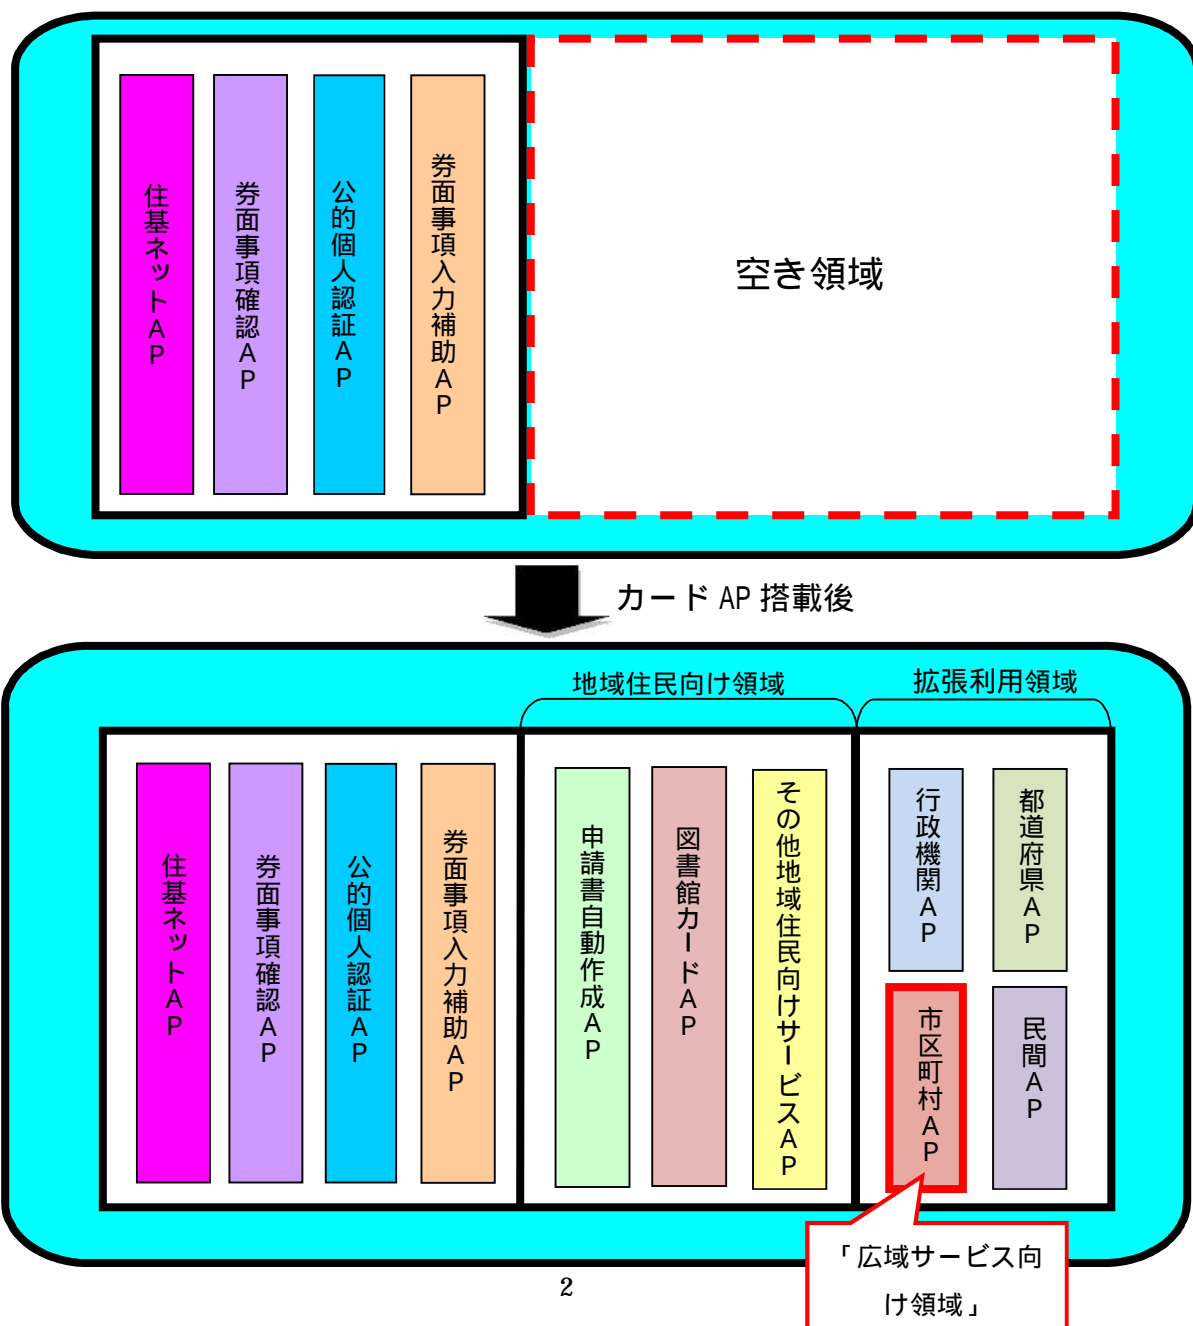 住基ネットＡＰ
券面事項確認ＡＰ
公的個人認証ＡＰ
券面事項入力補助ＡＰ
空き領域
カード AP 搭載後
地域住民向け領域
拡張利用領域
住基ネットＡＰ
券面事項確認ＡＰ
公的個人認証ＡＰ
券面事項入力補助ＡＰ
申請書自動作成ＡＰ
図書館カードＡＰ
その他地域住民向けサービスＡＰ
行政機関ＡＰ
都道府県ＡＰ
市区町村ＡＰ
民間ＡＰ
「広域サービス向
け領域」
2